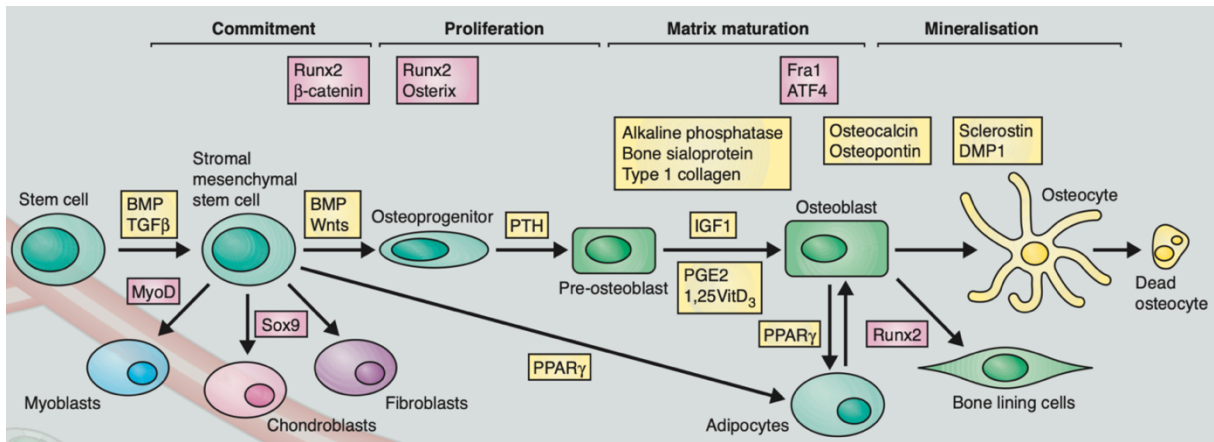 Commitment
Proliferation
Matrix maturation
Mineralisation
Runx2
β-catenin
Runx2
Osterix
Fra1
ATF4
Alkaline phosphatase
Bone sialoprotein
Type 1 collagen
Osteocalcin
Osteopontin
Sclerostin
DMP1
Stem cell
BMP
TGFβ
Stromal
mesenchymal
stem cell
BMP
Wnts
Osteoprogenitor
PTH
Pre-osteoblast
IGF1
PGE2
1,25VitD₃
Osteoblast
Osteocyte
Dead
osteocyte
MyoD
Sox9
PPARγ
PPARγ
Runx2
Myoblasts
Chondroblasts
Fibroblasts
Adipocytes
Bone lining cells